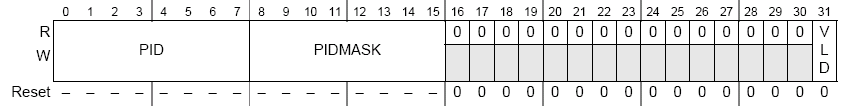 0 1 2 3 4 5 6 7 8 9 10 11 12 13 14 15 16 17 18 19 20 21 22 23 24 25 26 27 28 29 30 31
R PID PIDMASK 0 0 0 0 0 0 0 0 0 0 0 0 0 0 0 VLD
W
Reset – – – – – – – – – – – – – – – – 0 0 0 0 0 0 0 0 0 0 0 0 0 0 0 0